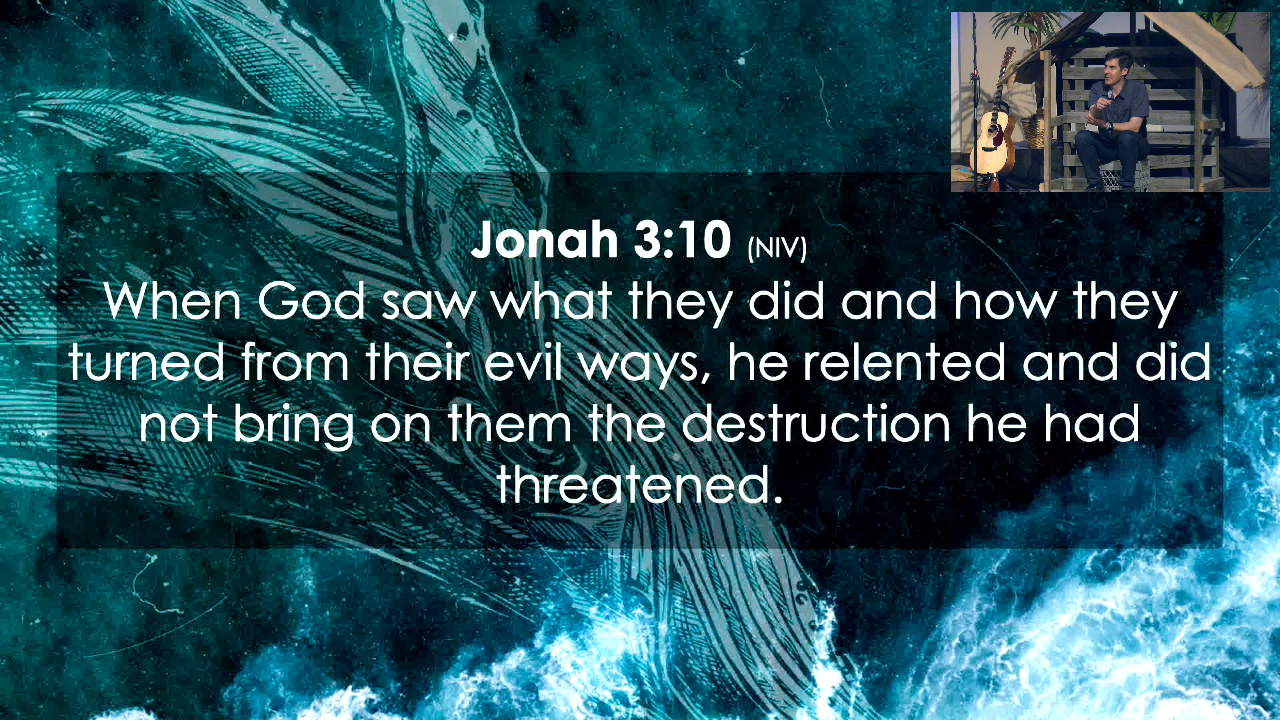 Jonah 3:10 (NIV)
When God saw what they did and how they
turned from their evil ways, he relented and did
not bring on them the destruction he had
threatened.